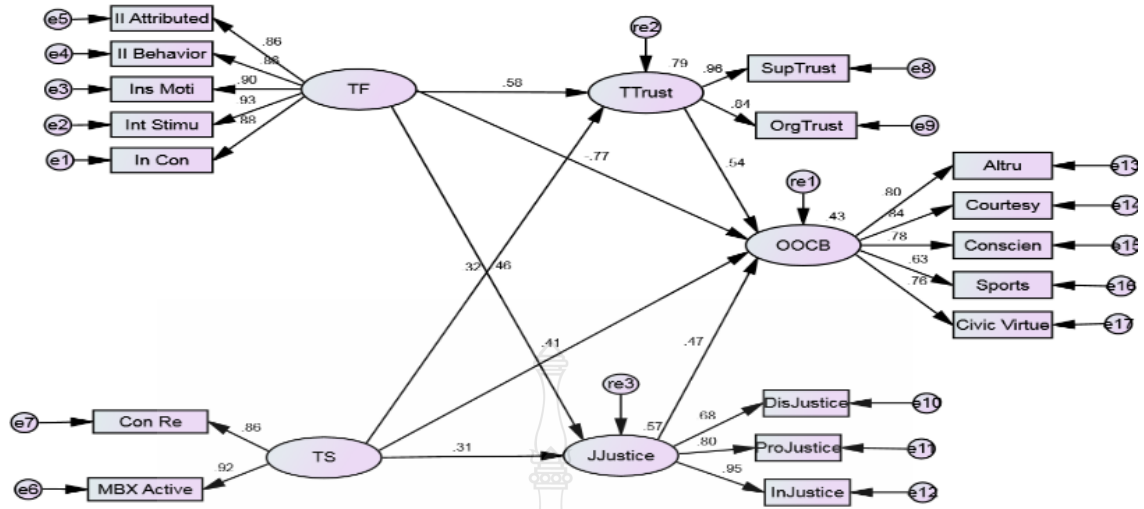 e5
II Attributed
.86
e4
II Behavior
.86
e3
Ins Moti
.90
e2
Int Stimu
.93
e1
In Con
.88
TF
.58
-.77
re2
.79
TTrust
.96
SupTrust
e8
.84
OrgTrust
e9
.54
re1
.43
OOCB
.80
Altru
e13
.84
Courtesy
e14
.78
Conscien
e15
.63
Sports
e16
.76
Civic Virtue
e17
.32
.46
.41
.47
e7
Con Re
.86
TS
.92
e6
MBX Active
.31
re3
.57
JJustice
.68
DisJustice
e10
.80
ProJustice
e11
.95
InJustice
e12